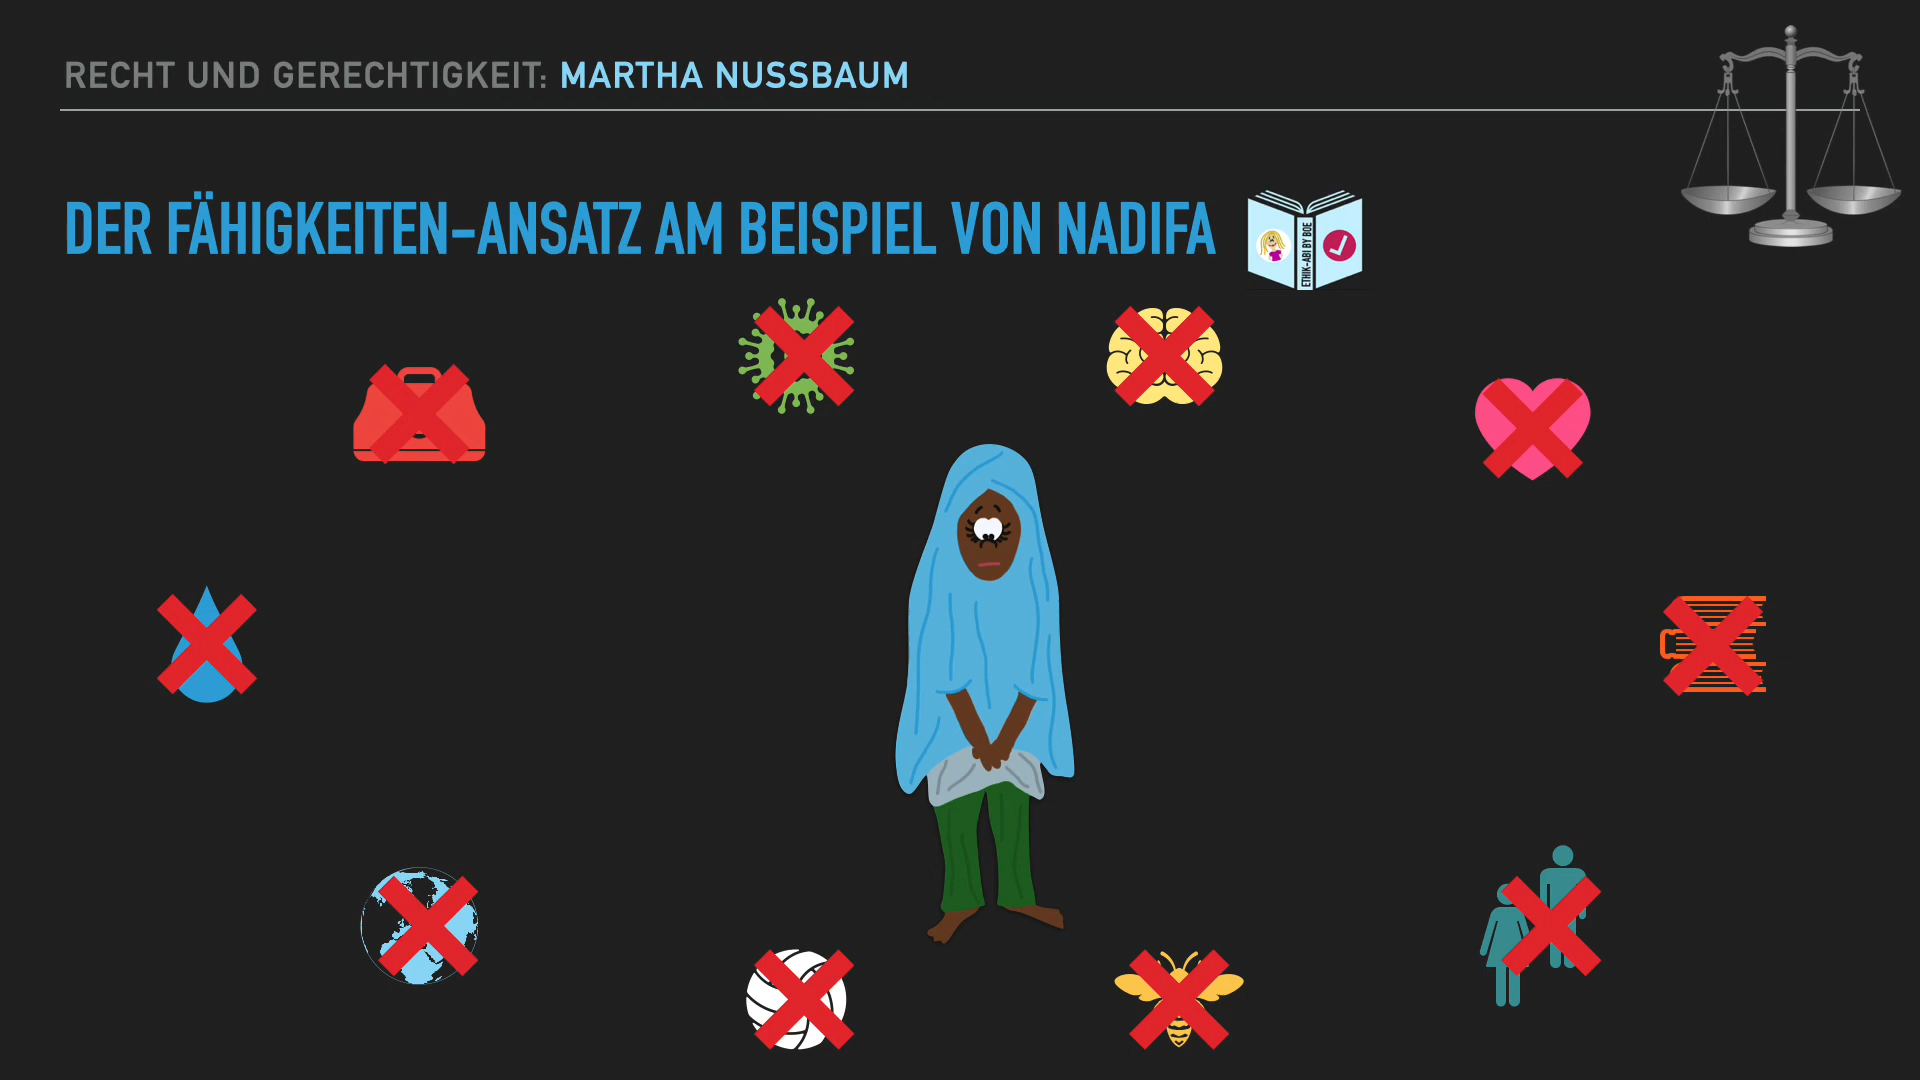 RECHT UND GERECHTIGKEIT: MARTHA NUSSBAUM
DER FÄHIGKEITEN-ANSATZ AM BEISPIEL VON NADIFA
ETHIK-ABI BY BOE